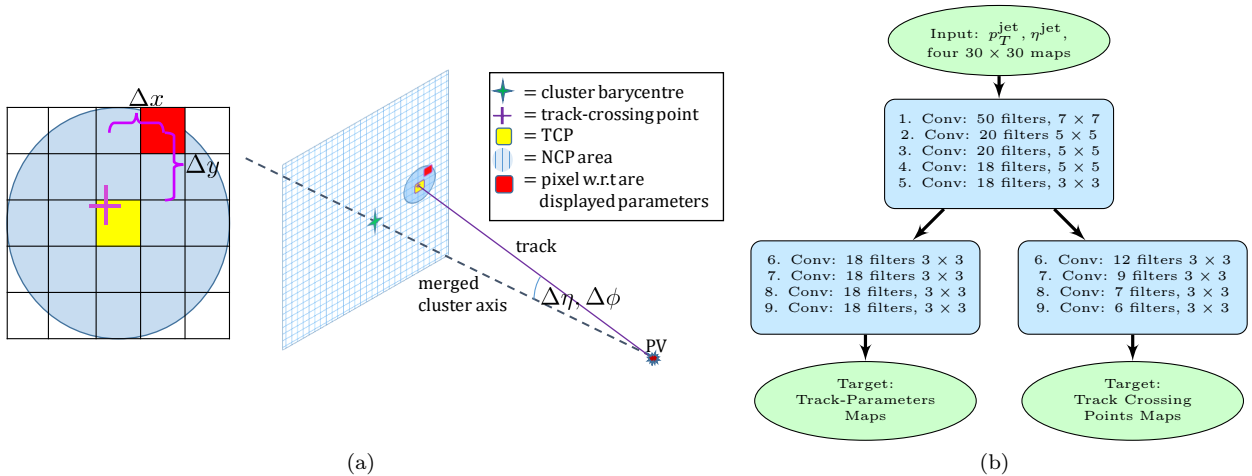 Δx
Δy
= cluster barycentre
= track-crossing point
= TCP
= NCP area
= pixel w.r.t are
displayed parameters
track
merged
cluster axis
Δη, Δϕ
PV
(a)
Input: p_T^jet, η^jet,
four 30 × 30 maps
1. Conv: 50 filters, 7 × 7
2. Conv: 20 filters 5 × 5
3. Conv: 20 filters, 5 × 5
4. Conv: 18 filters, 5 × 5
5. Conv: 18 filters, 3 × 3
6. Conv: 18 filters 3 × 3
7. Conv: 18 filters 3 × 3
8. Conv: 18 filters, 3 × 3
9. Conv: 18 filters, 3 × 3
6. Conv: 12 filters 3 × 3
7. Conv: 9 filters 3 × 3
8. Conv: 7 filters, 3 × 3
9. Conv: 6 filters, 3 × 3
Target:
Track-Parameters
Maps
Target:
Track Crossing
Points Maps
(b)